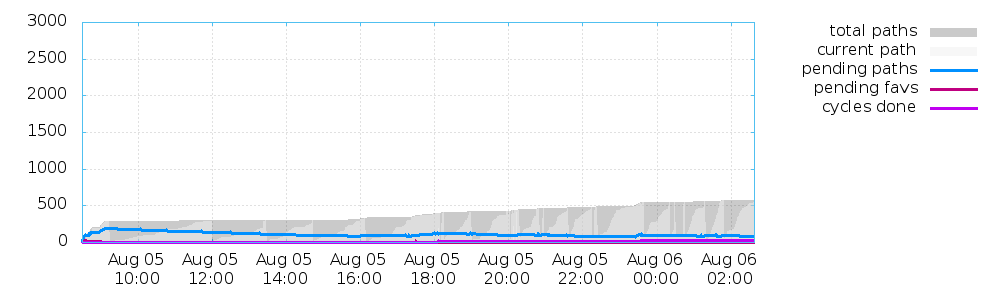 3000
2500
2000
1500
1000
500
0
Aug 05 Aug 05 Aug 05 Aug 05 Aug 05 Aug 05 Aug 05 Aug 06 Aug 06
10:00 12:00 14:00 16:00 18:00 20:00 22:00 00:00 02:00
total paths
current path
pending paths
pending favs
cycles done